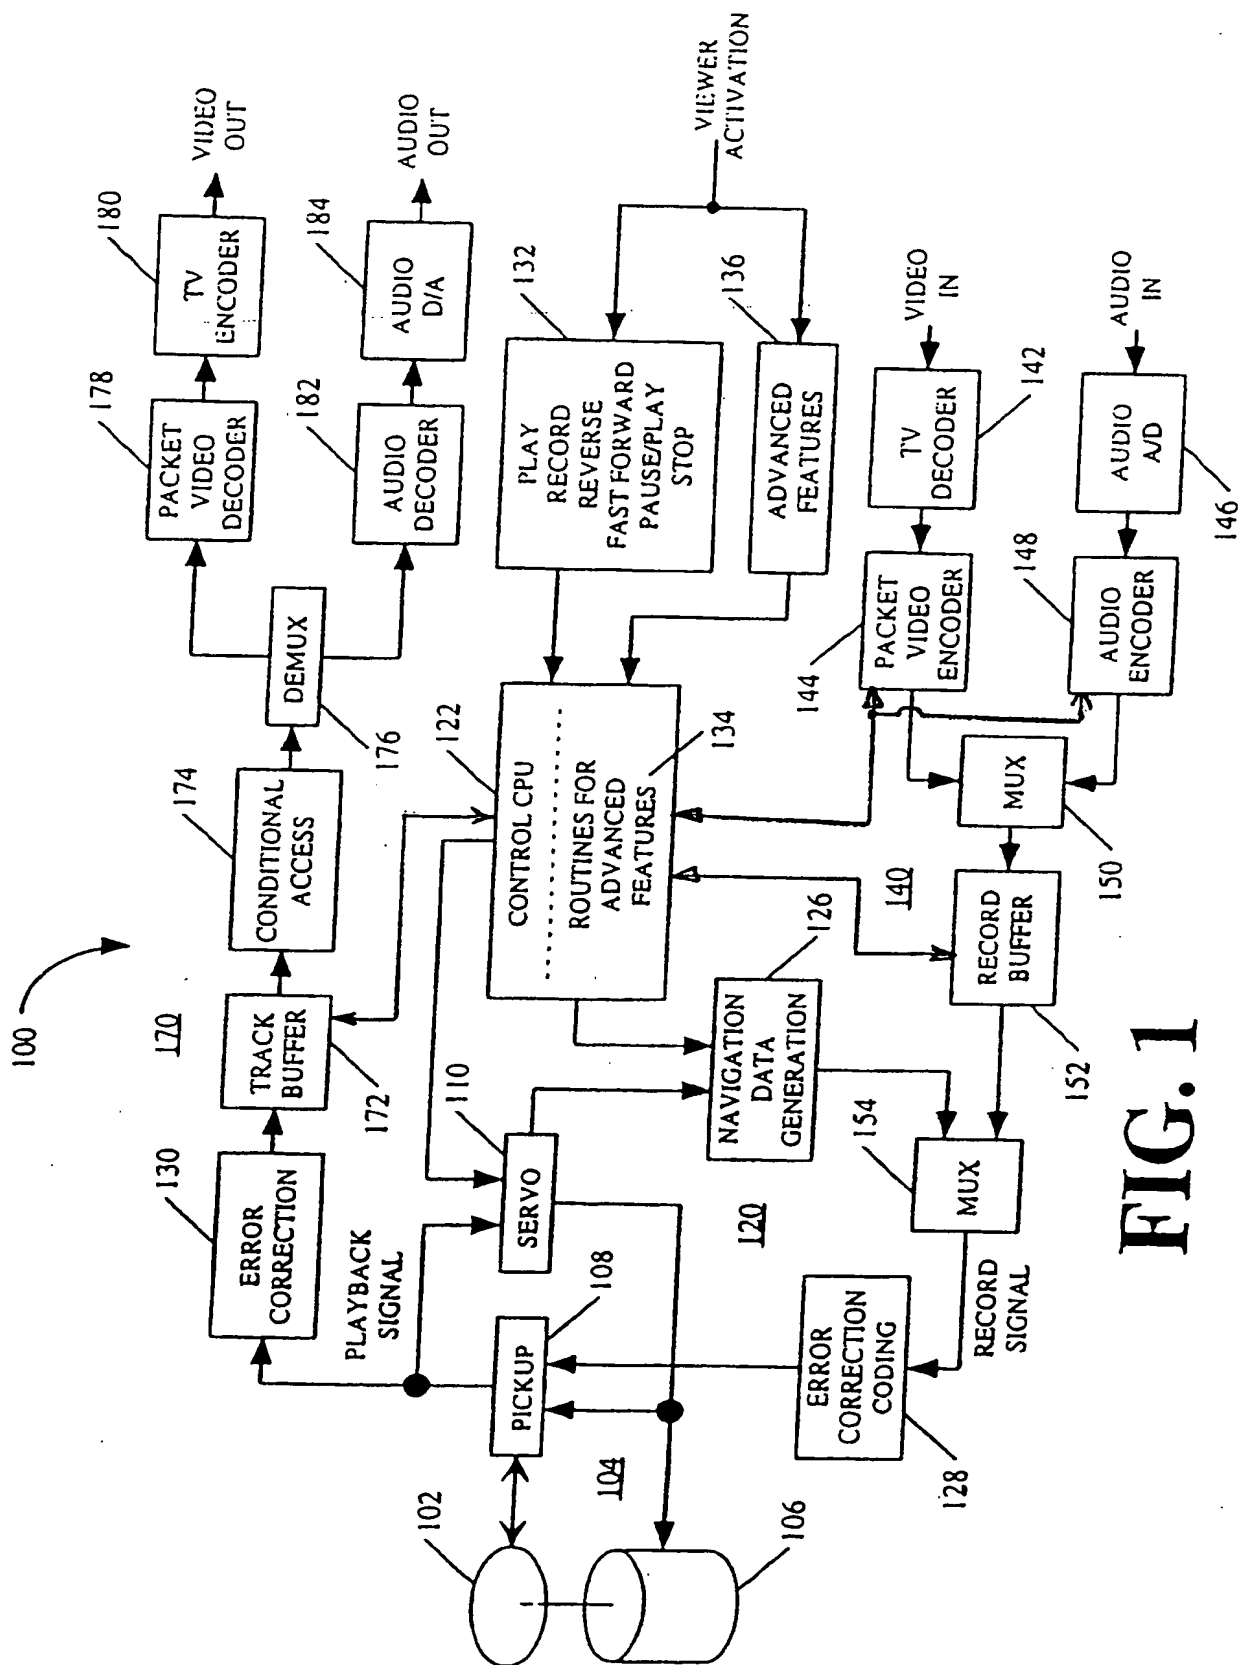 100
170
130
ERROR
CORRECTION
172
TRACK
BUFFER
174
CONDITIONAL
ACCESS
176
DEMUX
178
PACKET
VIDEO
DECODER
180
TV
ENCODER
VIDEO
OUT
182
AUDIO
DECODER
184
AUDIO
D/A
AUDIO
OUT
PLAYBACK
SIGNAL
102
104
106
108
PICKUP
110
SERVO
122
CONTROL CPU
ROUTINES FOR
ADVANCED
FEATURES
134
132
PLAY
RECORD
REVERSE
FAST FORWARD
PAUSE/PLAY
STOP
136
ADVANCED
FEATURES
VIEWER
ACTIVATION
120
126
NAVIGATION
DATA
GENERATION
128
ERROR
CORRECTION
CODING
RECORD
SIGNAL
154
MUX
152
RECORD
BUFFER
140
150
MUX
144
PACKET
VIDEO
ENCODER
142
TV
DECODER
VIDEO
IN
148
AUDIO
ENCODER
146
AUDIO
A/D
AUDIO
IN
FIG. 1